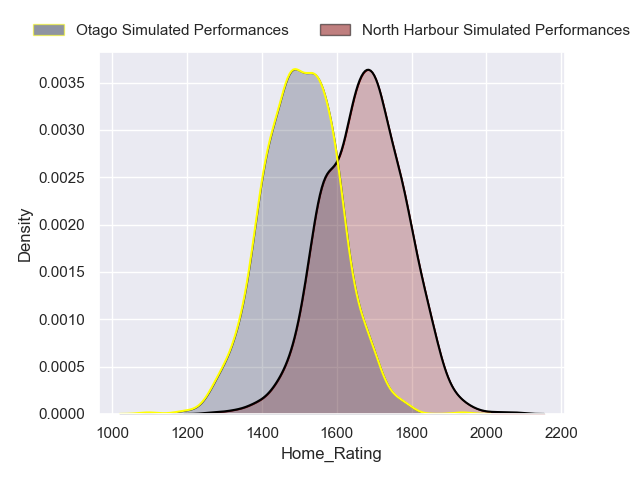 Otago Simulated Performances North Harbour Simulated Performances
0.0035
0.0030
0.0025
0.0020
0.0015
0.0010
0.0005
0.0000
Density
1000 1200 1400 1600 1800 2000 2200
Home_Rating